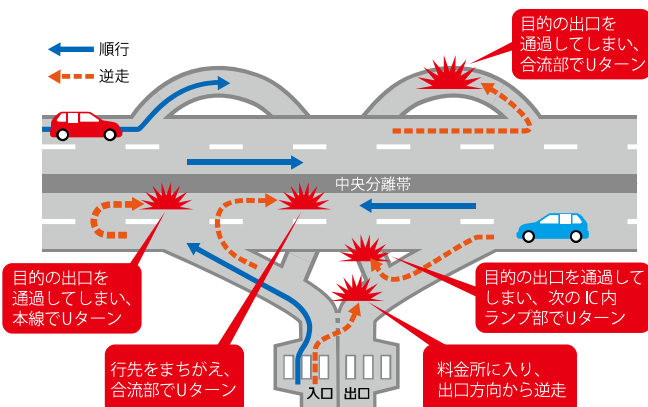 順行
逆走
目的の出口を
通過してしまい、
合流部でUターン
中央分離帯
目的の出口を
通過してしまい、
本線でUターン
目的の出口を通過して
しまい、次のIC内
ランプ部でUターン
行先をまちがえ、
合流部でUターン
料金所に入り、
出口方向から逆走
入口 出口